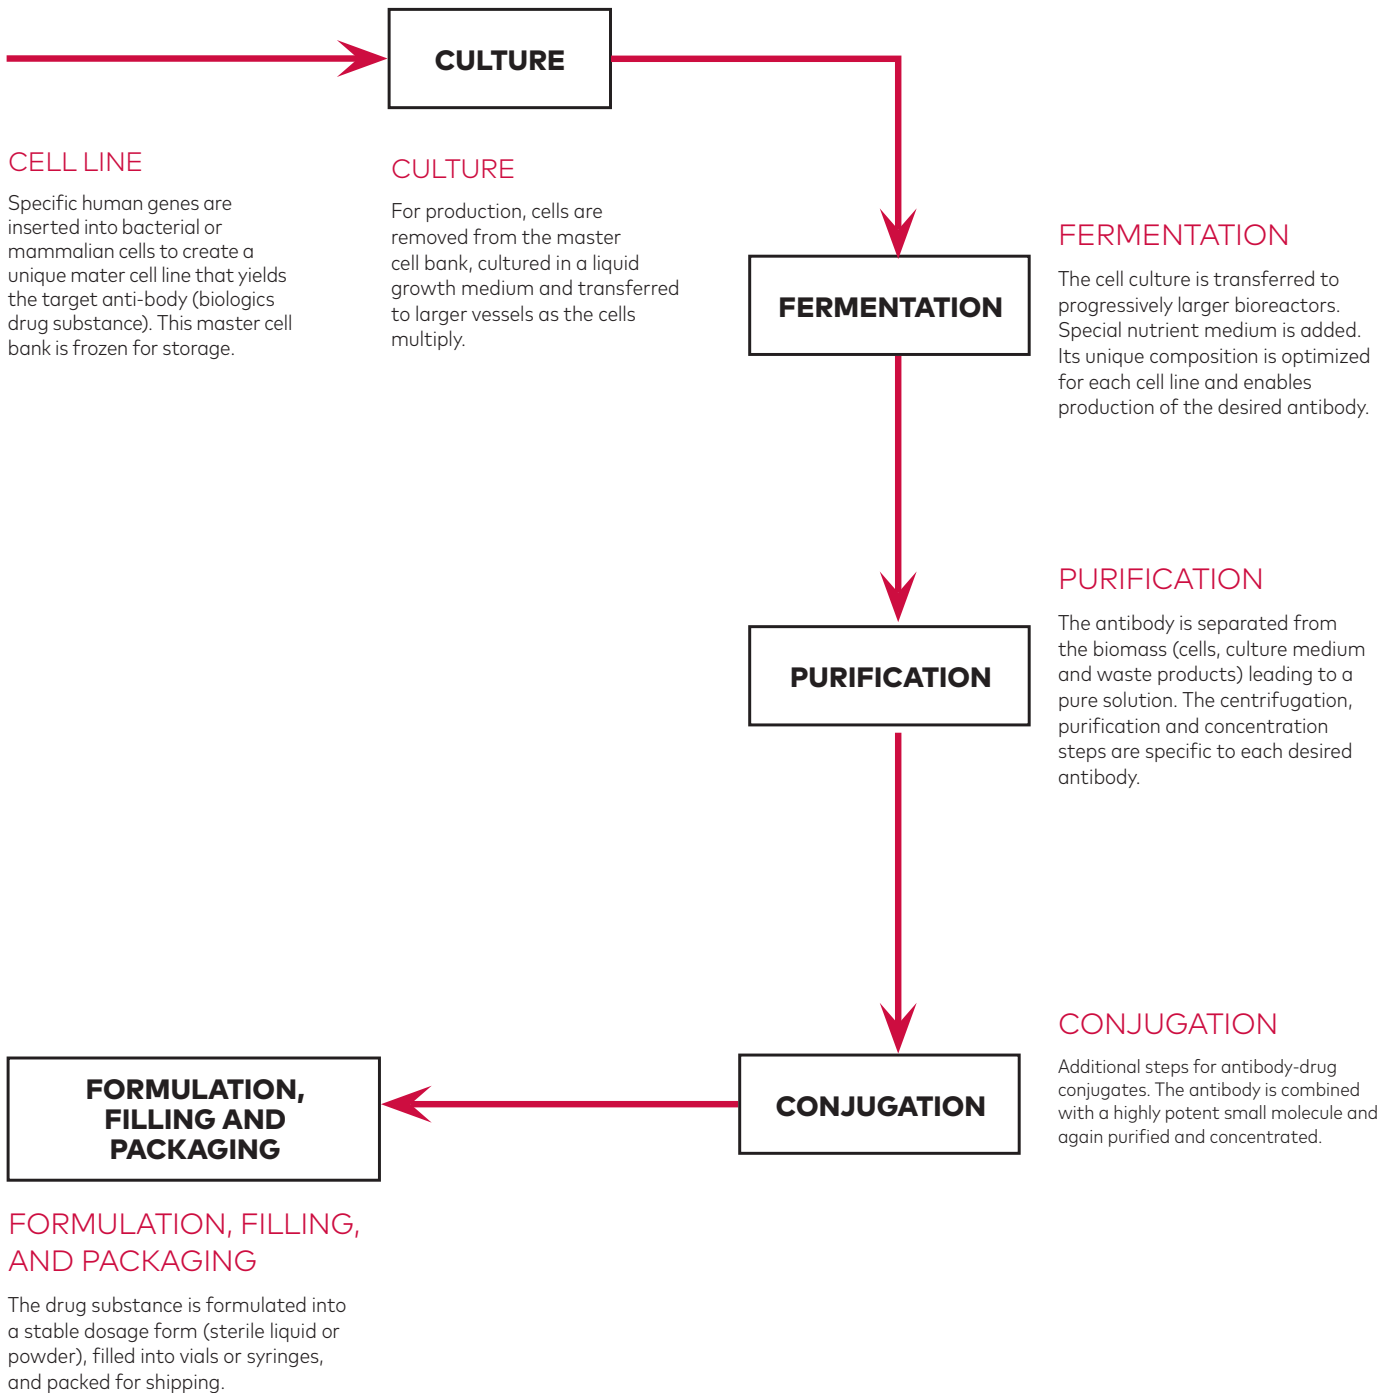 CULTURE
CELL LINE
Specific human genes are
inserted into bacterial or
mammalian cells to create a
unique mater cell line that yields
the target anti-body (biologics
drug substance). This master cell
bank is frozen for storage.
CULTURE
For production, cells are
removed from the master
cell bank, cultured in a liquid
growth medium and transferred
to larger vessels as the cells
multiply.
FERMENTATION
FERMENTATION
The cell culture is transferred to
progressively larger bioreactors.
Special nutrient medium is added.
Its unique composition is optimized
for each cell line and enables
production of the desired antibody.
PURIFICATION
PURIFICATION
The antibody is separated from
the biomass (cells, culture medium
and waste products) leading to a
pure solution. The centrifugation,
purification and concentration
steps are specific to each desired
antibody.
CONJUGATION
CONJUGATION
Additional steps for antibody-drug
conjugates. The antibody is combined
with a highly potent small molecule and
again purified and concentrated.
FORMULATION,
FILLING AND
PACKAGING
FORMULATION, FILLING,
AND PACKAGING
The drug substance is formulated into
a stable dosage form (sterile liquid or
powder), filled into vials or syringes,
and packed for shipping.